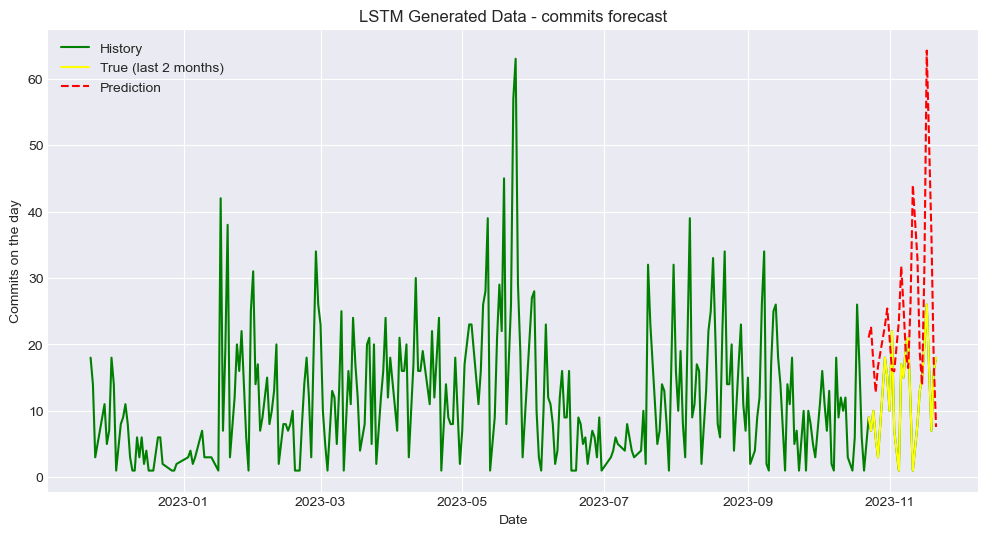 LSTM Generated Data - commits forecast
History
True (last 2 months)
Prediction
Commits on the day
60
50
40
30
20
10
0
2023-01 2023-03 2023-05 2023-07 2023-09 2023-11
Date